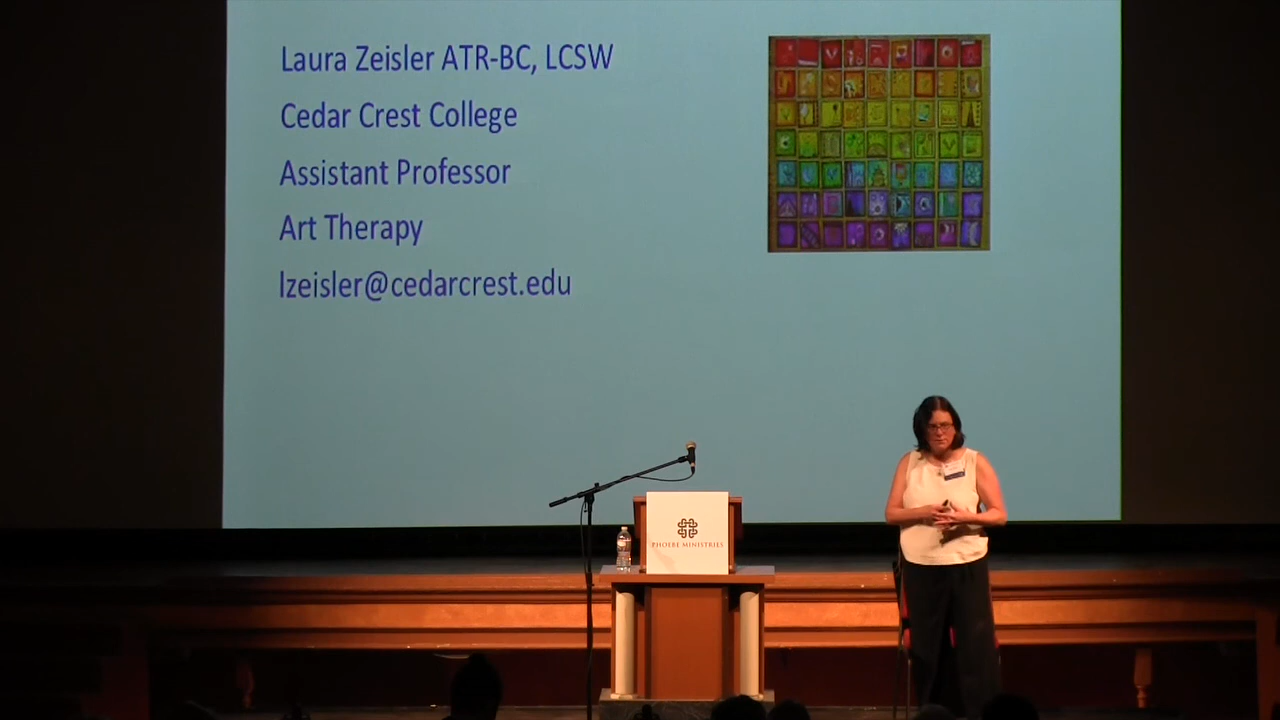 Laura Zeisler ATR-BC, LCSW
Cedar Crest College
Assistant Professor
Art Therapy
lzeisler@cedarcrest.edu
PHOEBE MINISTRIES